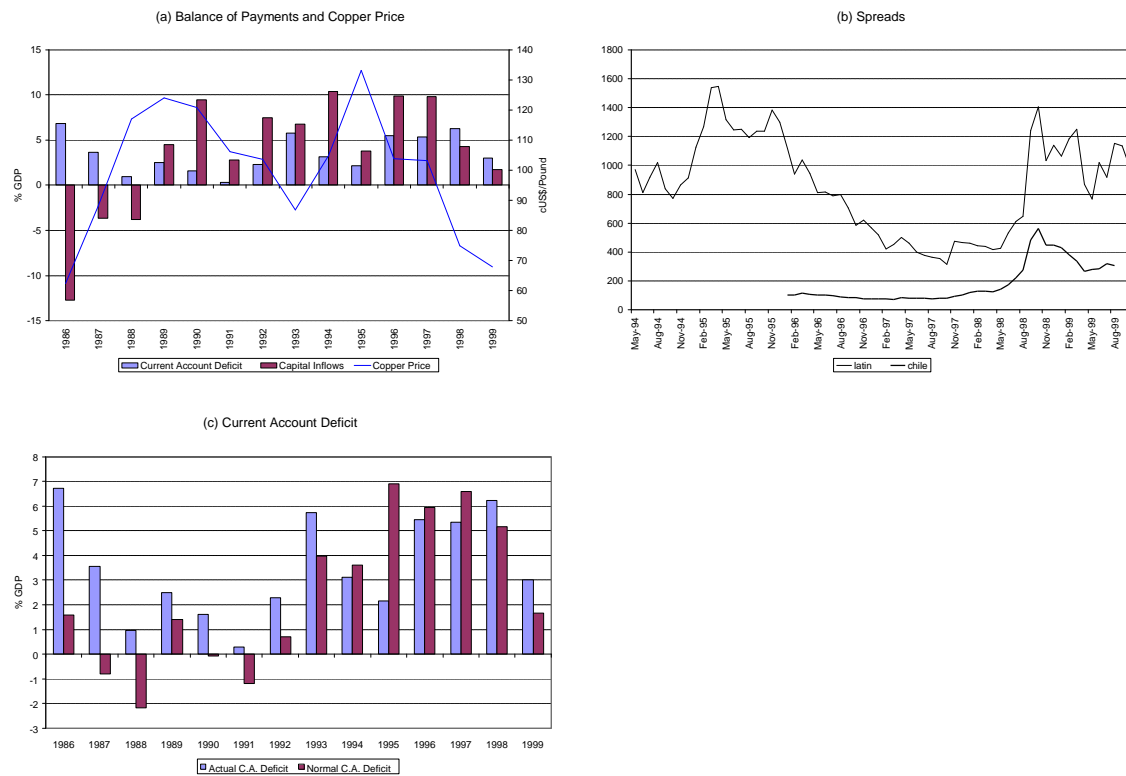 (a) Balance of Payments and Copper Price
15
10
5
0
-5
-10
-15
% GDP
140
130
120
110
100
90
80
70
60
50
cUS$/Pound
1986
1987
1988
1989
1990
1991
1992
1993
1994
1995
1996
1997
1998
1999
Current Account Deficit Capital Inflows Copper Price
(b) Spreads
1800
1600
1400
1200
1000
800
600
400
200
0
May-94
Aug-94
Nov-94
Feb-95
May-95
Aug-95
Nov-95
Feb-96
May-96
Aug-96
Nov-96
Feb-97
May-97
Aug-97
Nov-97
Feb-98
May-98
Aug-98
Nov-98
Feb-99
May-99
Aug-99
latin chile
(c) Current Account Deficit
8
7
6
5
4
3
2
1
0
-1
-2
-3
% GDP
1986 1987 1988 1989 1990 1991 1992 1993 1994 1995 1996 1997 1998 1999
Actual C.A. Deficit Normal C.A. Deficit